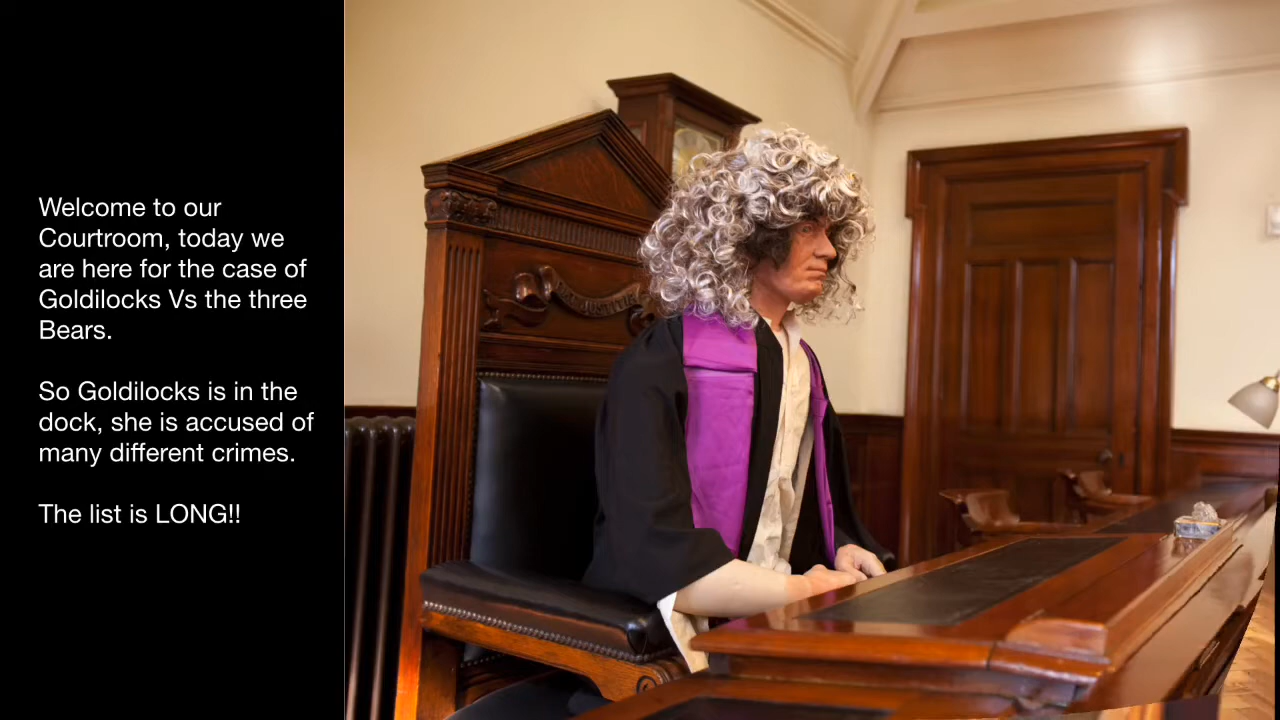 Welcome to our
Courtroom, today we
are here for the case of
Goldilocks Vs the three
Bears.
So Goldilocks is in the
dock, she is accused of
many different crimes.
The list is LONG!!